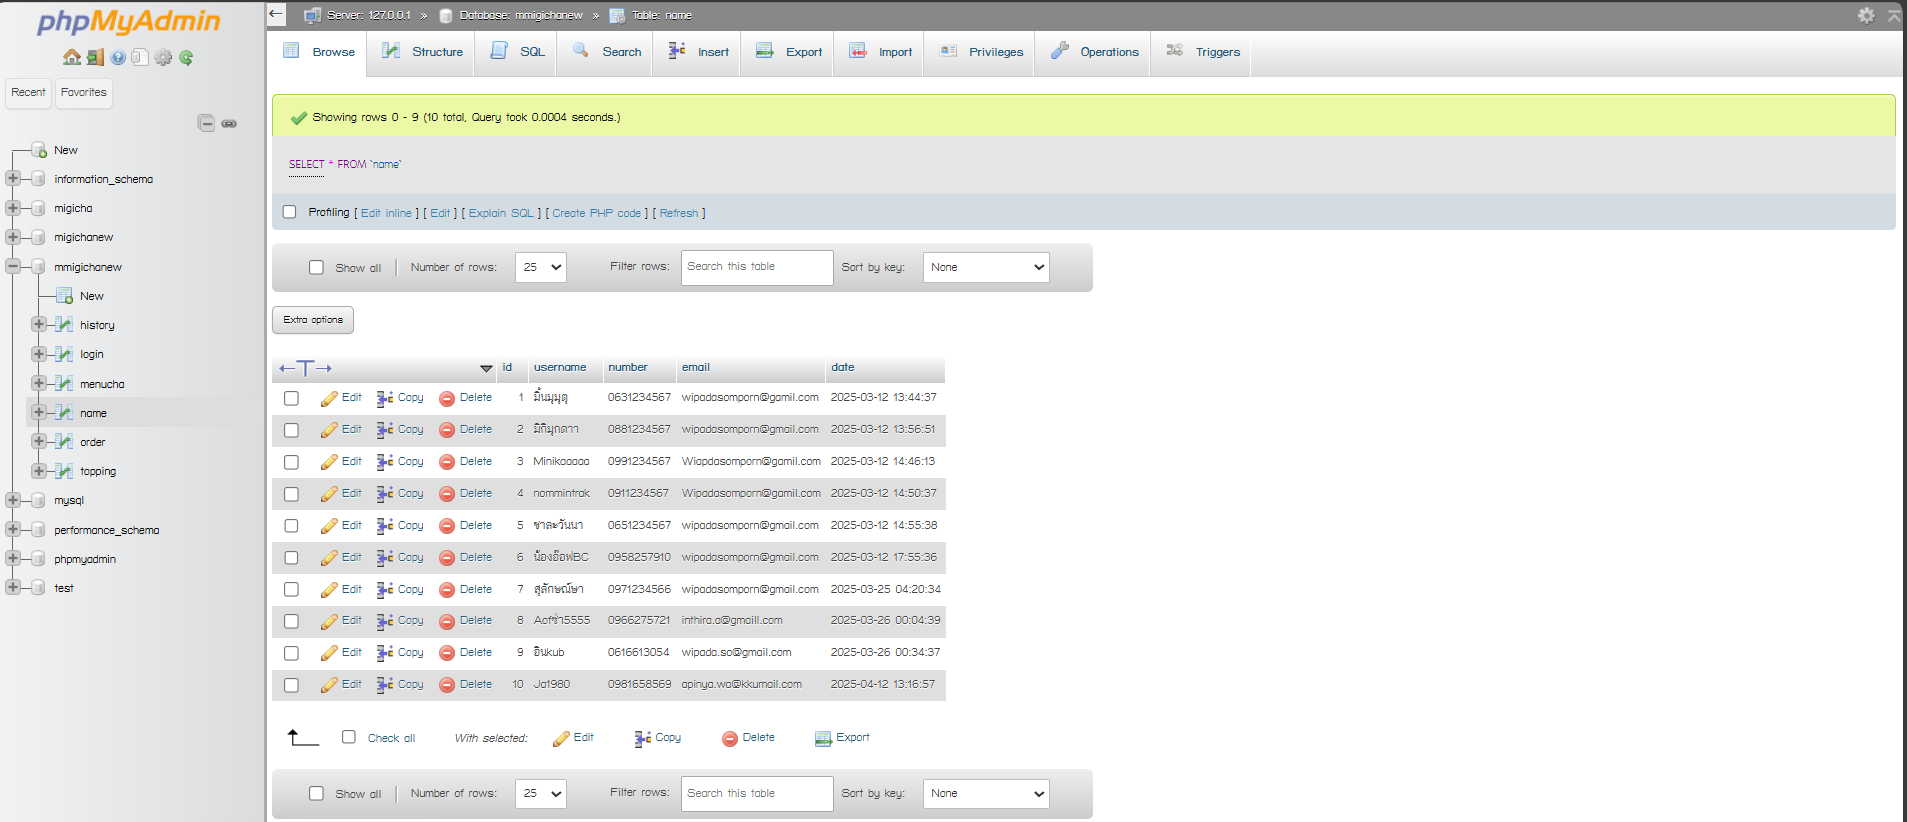 phpMyAdmin
Recent Favorites
New
information_schema
migicha
migichanew
mmigichanew
New
history
login
menucha
name
order
topping
mysql
performance_schema
phpmyadmin
test
Server: 127.0.0.1 » Database: mmigichanew » Table: name
Browse Structure SQL Search Insert Export Import Privileges Operations Triggers
Showing rows 0 - 9 (10 total, Query took 0.0004 seconds.)
SELECT * FROM `name`
Profiling [ Edit inline ] [ Edit ] [ Explain SQL ] [ Create PHP code ] [ Refresh ]
Show all Number of rows: 25 Filter rows: Search this table Sort by key: None
Extra options
id username number email date
Edit Copy Delete 1 มิ้นมุมุตุ 0631234567 wipadasomporn@gamil.com 2025-03-12 13:44:37
Edit Copy Delete 2 มิกิมุกดาา 0881234567 wipadasomporn@gmail.com 2025-03-12 13:56:51
Edit Copy Delete 3 Minikaaaaa 0991234567 Wiapdasomporn@gamil.com 2025-03-12 14:46:13
Edit Copy Delete 4 nommintrak 0911234567 Wipadasomporn@gamil.com 2025-03-12 14:50:37
Edit Copy Delete 5 ชาละวันนา 0651234567 wipadasomporn@gmail.com 2025-03-12 14:55:38
Edit Copy Delete 6 น้องอ๊อฟBC 0958257910 wipadasomporn@gmail.com 2025-03-12 17:55:36
Edit Copy Delete 7 สุลักษณ์ษา 0971234566 wipadasomporn@gmail.com 2025-03-25 04:20:34
Edit Copy Delete 8 Aofซ่า5555 0966275721 inthira.a@gmaill.com 2025-03-26 00:04:39
Edit Copy Delete 9 อินkub 0616613054 wipada.so@gmail.com 2025-03-26 00:34:37
Edit Copy Delete 10 Ja1980 0981658569 apinya.wa@kkumail.com 2025-04-12 13:16:57
Check all With selected: Edit Copy Delete Export
Show all Number of rows: 25 Filter rows: Search this table Sort by key: None